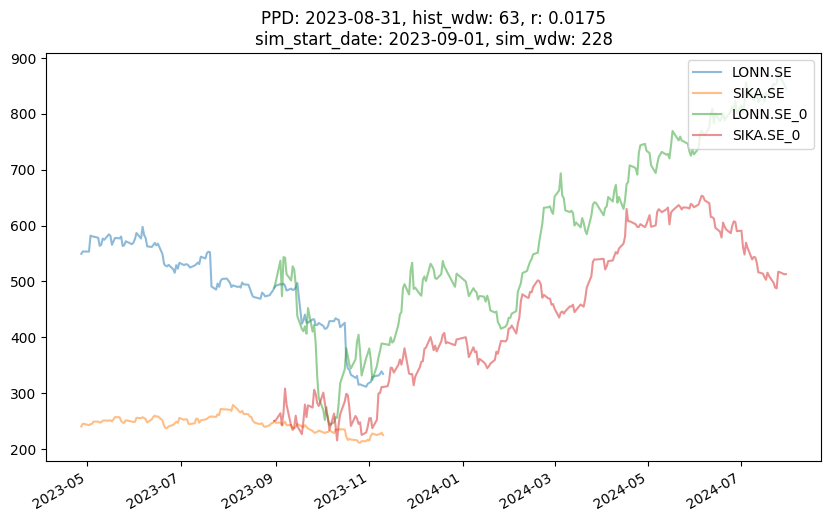 PPD: 2023-08-31, hist_wdw: 63, r: 0.0175
sim_start_date: 2023-09-01, sim_wdw: 228
900
800
700
600
500
400
300
200
LONN.SE
SIKA.SE
LONN.SE_0
SIKA.SE_0
2023-05
2023-07
2023-09
2023-11
2024-01
2024-03
2024-05
2024-07